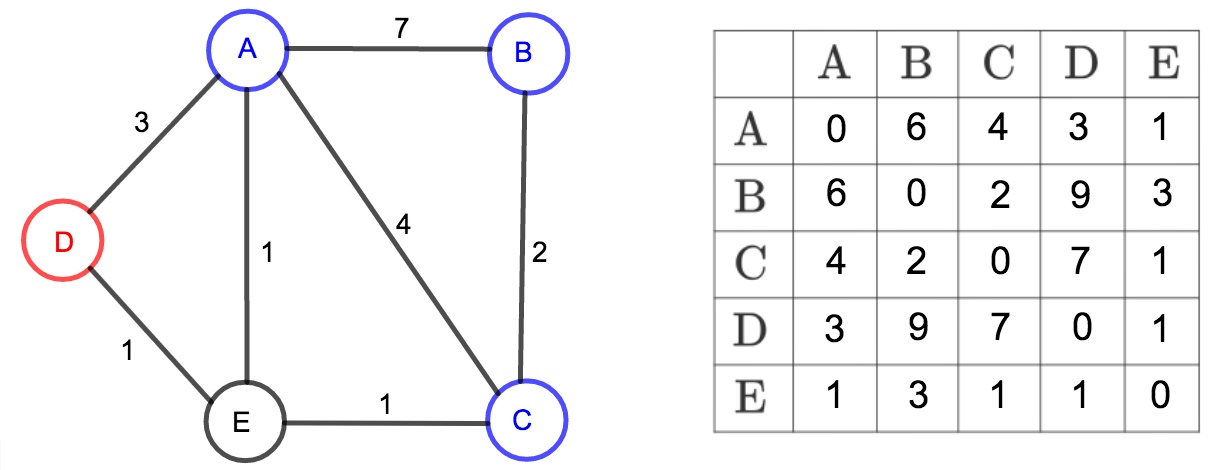 A
7
B
3
4
1
2
D
1
1
E
C
A B C D E
A 0 6 4 3 1
B 6 0 2 9 3
C 4 2 0 7 1
D 3 9 7 0 1
E 1 3 1 1 0